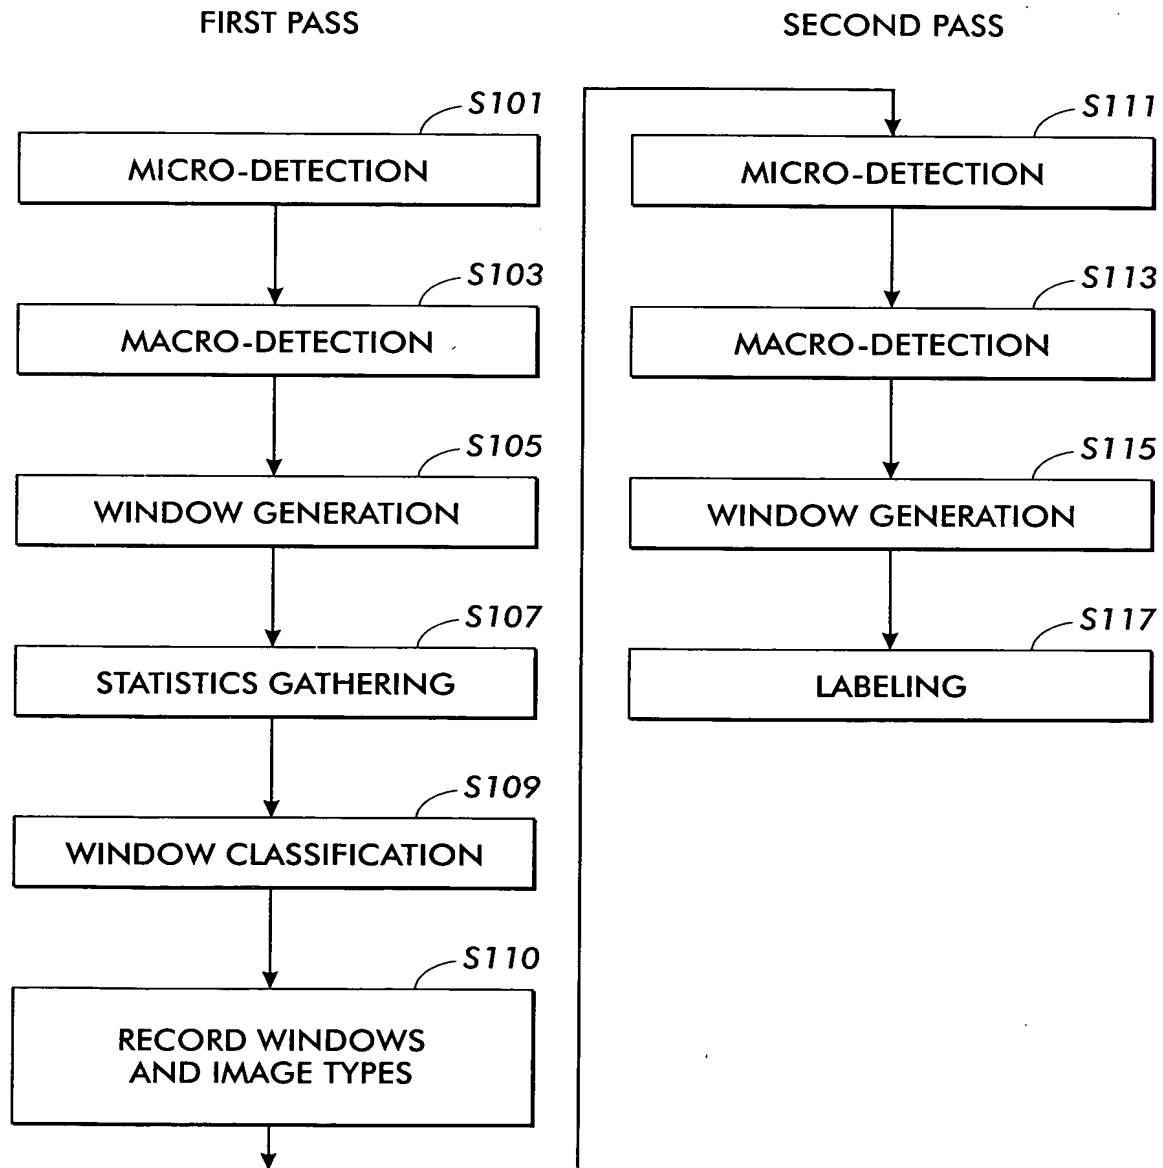 FIRST PASS
S101
MICRO-DETECTION
S103
MACRO-DETECTION
S105
WINDOW GENERATION
S107
STATISTICS GATHERING
S109
WINDOW CLASSIFICATION
S110
RECORD WINDOWS
AND IMAGE TYPES
SECOND PASS
S111
MICRO-DETECTION
S113
MACRO-DETECTION
S115
WINDOW GENERATION
S117
LABELING